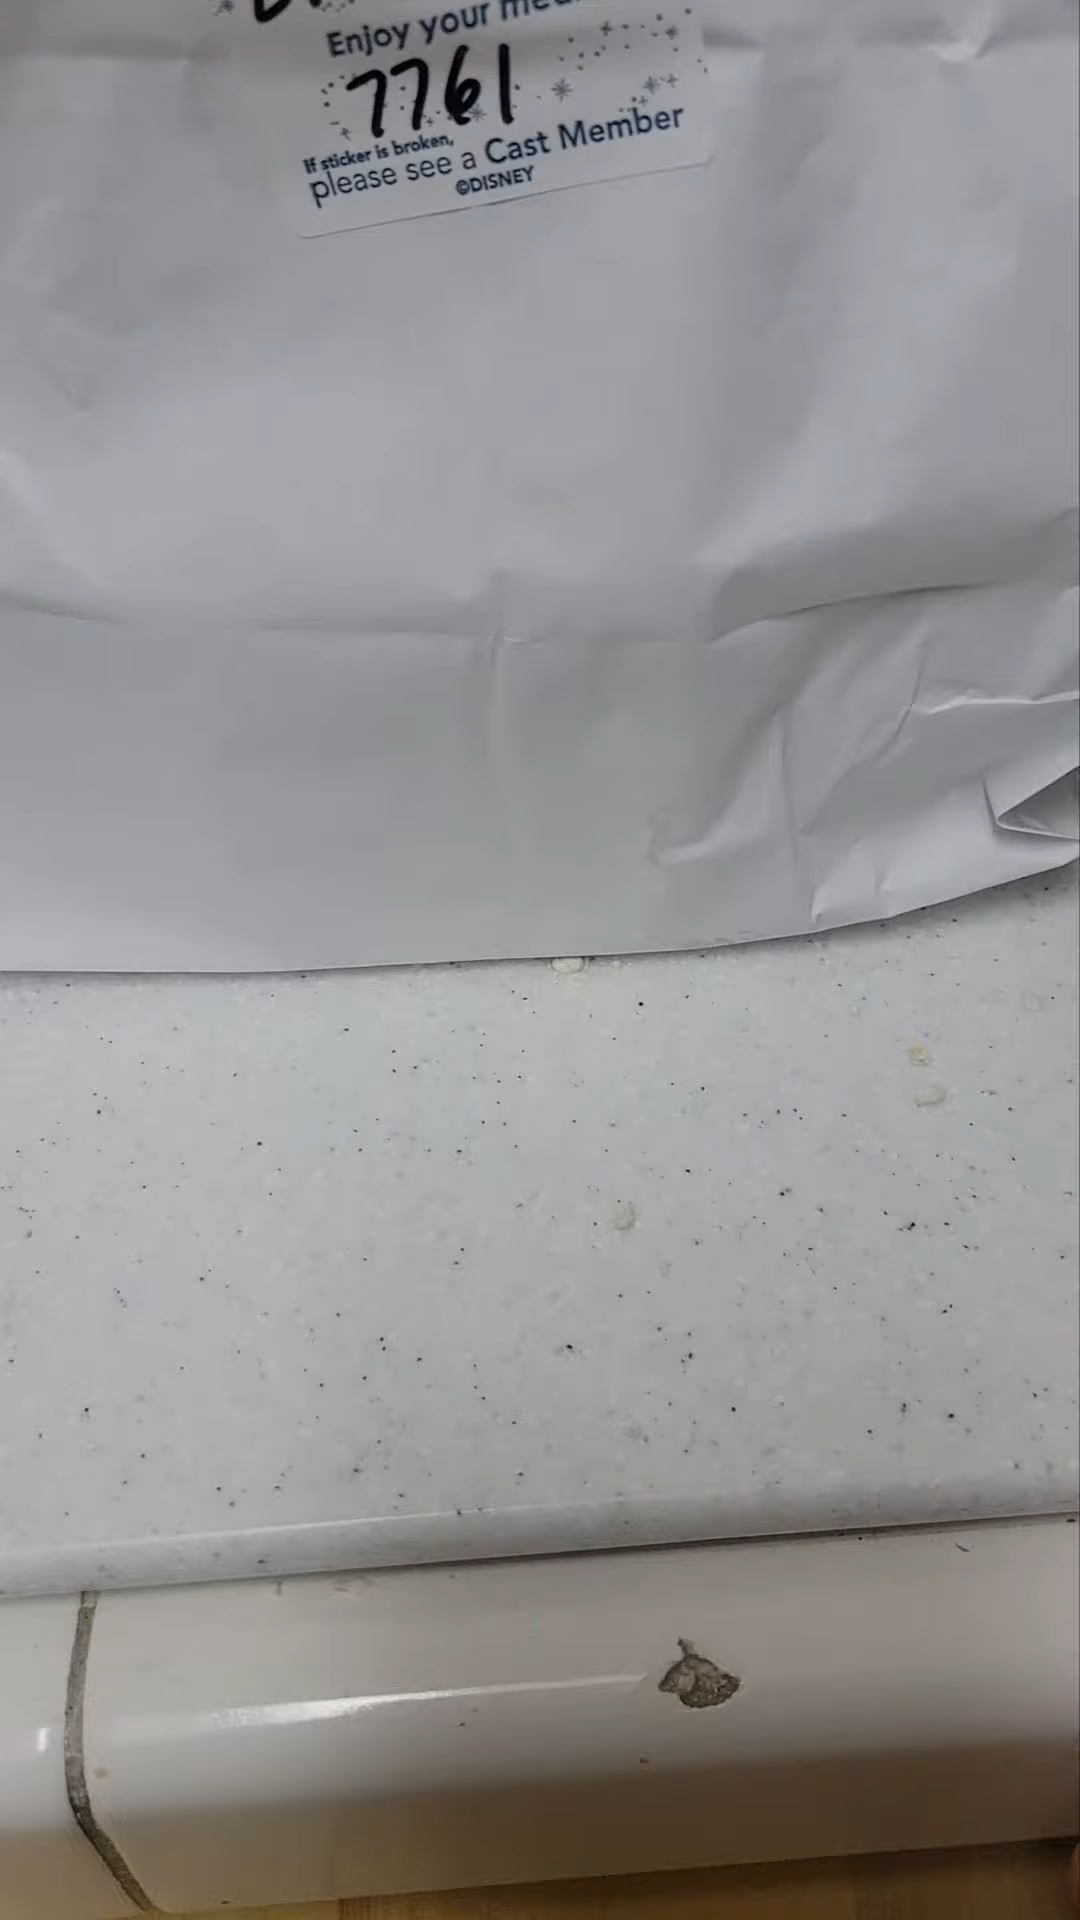 Enjoy your
7761
If sticker is broken,
please see a Cast Member
©DISNEY